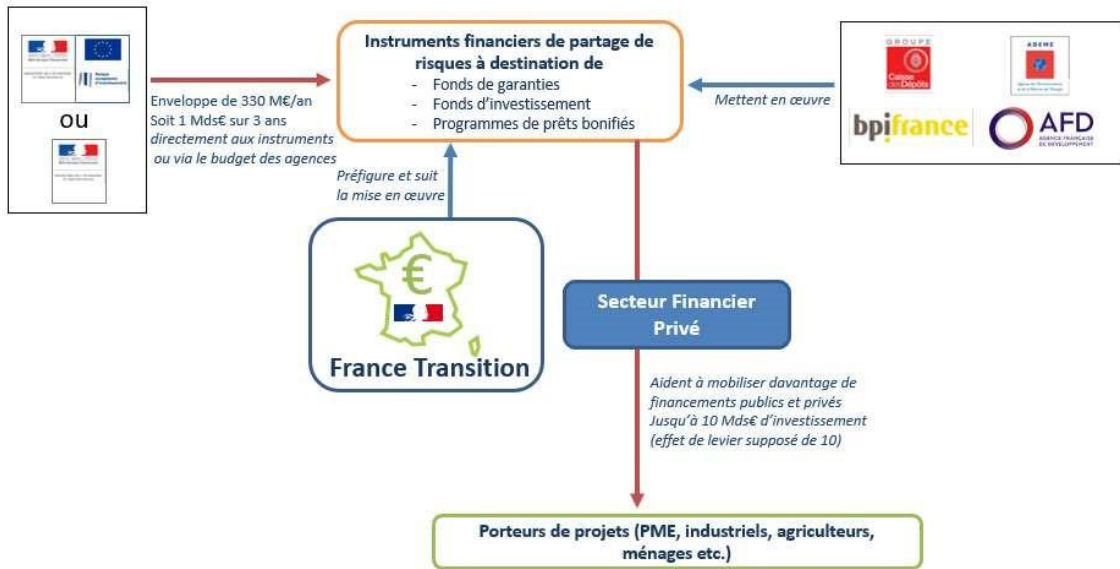 Instruments financiers de partage de
risques à destination de
- Fonds de garanties
- Fonds d'investissement
- Programmes de prêts bonifiés
ou
Enveloppe de 330 M€/an
Soit 1 Mds€ sur 3 ans
directement aux instruments
ou via le budget des agences
Mettent en œuvre
GROUPE
Caisse
des Dépôts
ADEME
bpifrance
AFD
AGENCE FRANÇAISE
DE DÉVELOPPEMENT
Préfigure et suit
la mise en œuvre
€
France Transition
Secteur Financier
Privé
Aident à mobiliser davantage de
financements publics et privés
Jusqu'à 10 Mds€ d'investissement
(effet de levier supposé de 10)
Porteurs de projets (PME, industriels, agriculteurs,
ménages etc.)